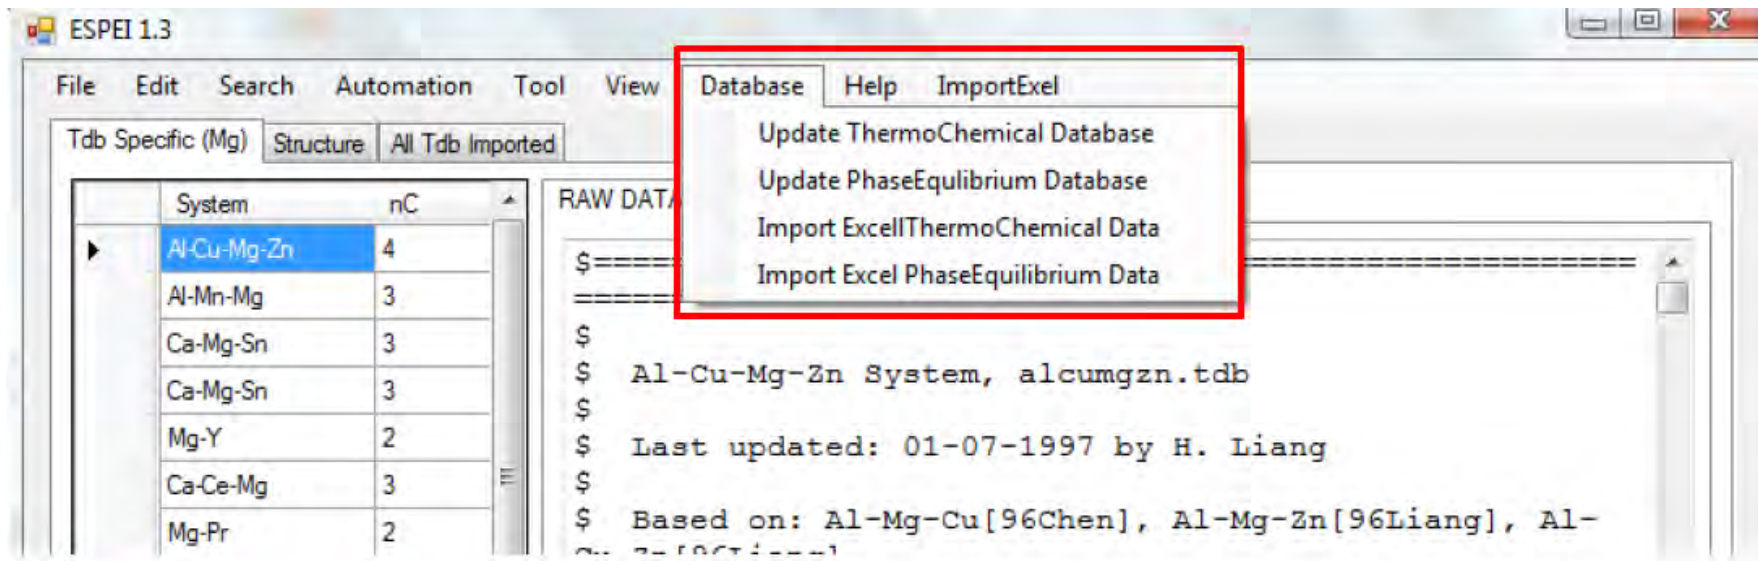 ESPEI 1.3
File Edit Search Automation Tool View Database Help ImportExel
Update ThermoChemical Database
Update PhaseEqulibrium Database
Import ExcellThermoChemical Data
Import Excel PhaseEquilibrium Data
Tdb Specific (Mg) Structure All Tdb Imported
System nC
Al-Cu-Mg-Zn 4
Al-Mn-Mg 3
Ca-Mg-Sn 3
Ca-Mg-Sn 3
Mg-Y 2
Ca-Ce-Mg 3
Mg-Pr 2
RAW DATA
$
$ Al-Cu-Mg-Zn System, alcumgzn.tdb
$
$ Last updated: 01-07-1997 by H. Liang
$
$ Based on: Al-Mg-Cu[96Chen], Al-Mg-Zn[96Liang], Al-